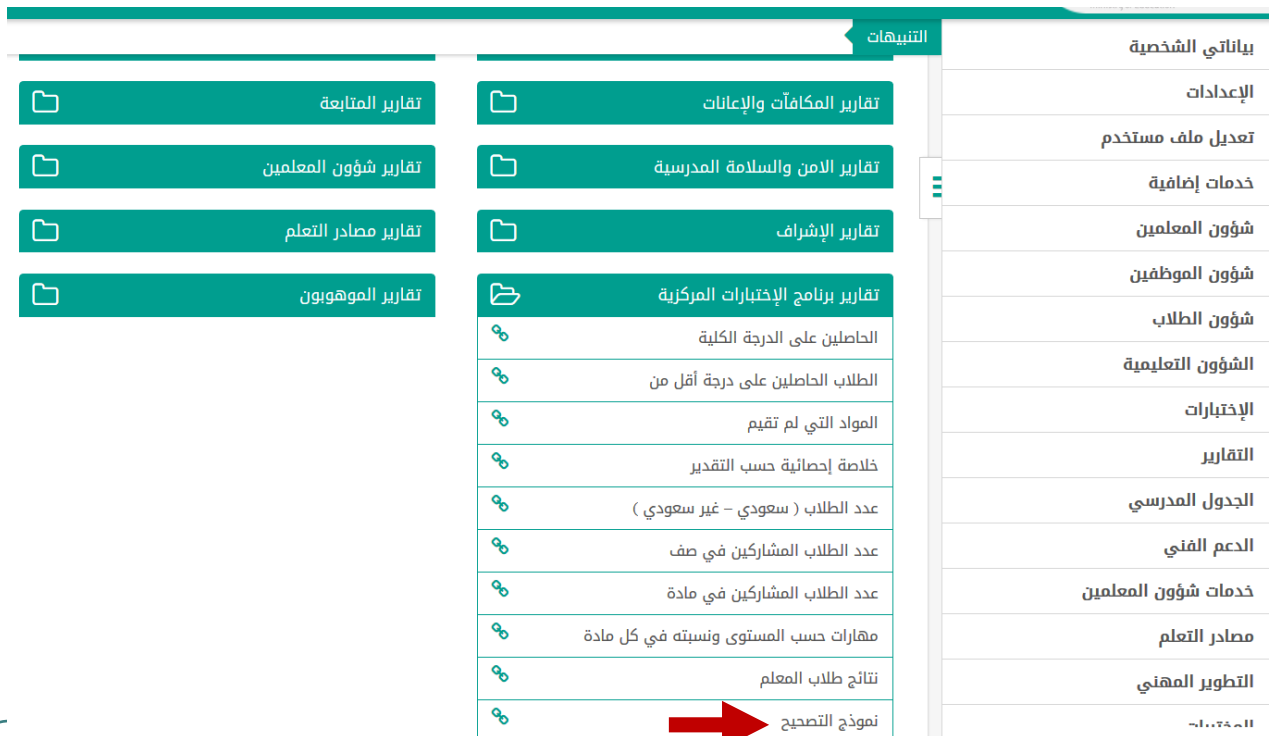 التنبيهات
بياناتي الشخصية
الإعدادات
تعديل ملف مستخدم
خدمات إضافية
شؤون المعلمين
شؤون الموظفين
شؤون الطلاب
الشؤون التعليمية
الإختبارات
التقارير
الجدول المدرسي
الدعم الفني
خدمات شؤون المعلمين
مصادر التعلم
التطوير المهني
تقارير المكافاّت والإعانات
تقارير الامن والسلامة المدرسية
تقارير الإشراف
تقارير برنامج الإختبارات المركزية
الحاصلين على الدرجة الكلية
الطلاب الحاصلين على درجة أقل من
المواد التي لم تقيم
خلاصة إحصائية حسب التقدير
عدد الطلاب ( سعودي – غير سعودي )
عدد الطلاب المشاركين في صف
عدد الطلاب المشاركين في مادة
مهارات حسب المستوى ونسبته في كل مادة
نتائج طلاب المعلم
نموذج التصحيح
تقارير المتابعة
تقارير شؤون المعلمين
تقارير مصادر التعلم
تقارير الموهوبون